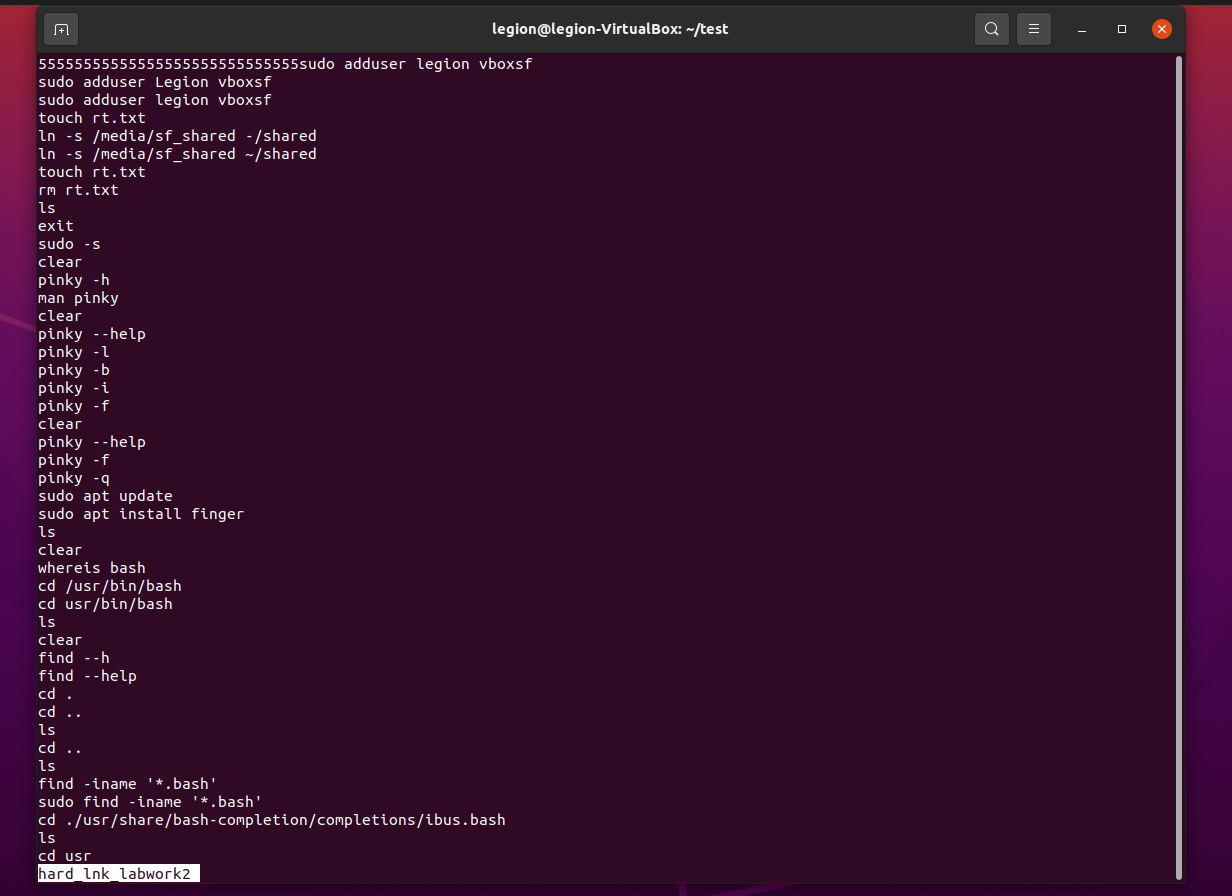 legion@legion-VirtualBox: ~/test
55555555555555555555555555555sudo adduser legion vboxsf
sudo adduser Legion vboxsf
sudo adduser legion vboxsf
touch rt.txt
ln -s /media/sf_shared -/shared
ln -s /media/sf_shared ~/shared
touch rt.txt
rm rt.txt
ls
exit
sudo -s
clear
pinky -h
man pinky
clear
pinky --help
pinky -l
pinky -b
pinky -i
pinky -f
clear
pinky --help
pinky -f
pinky -q
sudo apt update
sudo apt install finger
ls
clear
whereis bash
cd /usr/bin/bash
cd usr/bin/bash
ls
clear
find --h
find --help
cd .
cd ..
ls
cd ..
ls
find -iname '*.bash'
sudo find -iname '*.bash'
cd ./usr/share/bash-completion/completions/ibus.bash
ls
cd usr
hard_lnk_labwork2